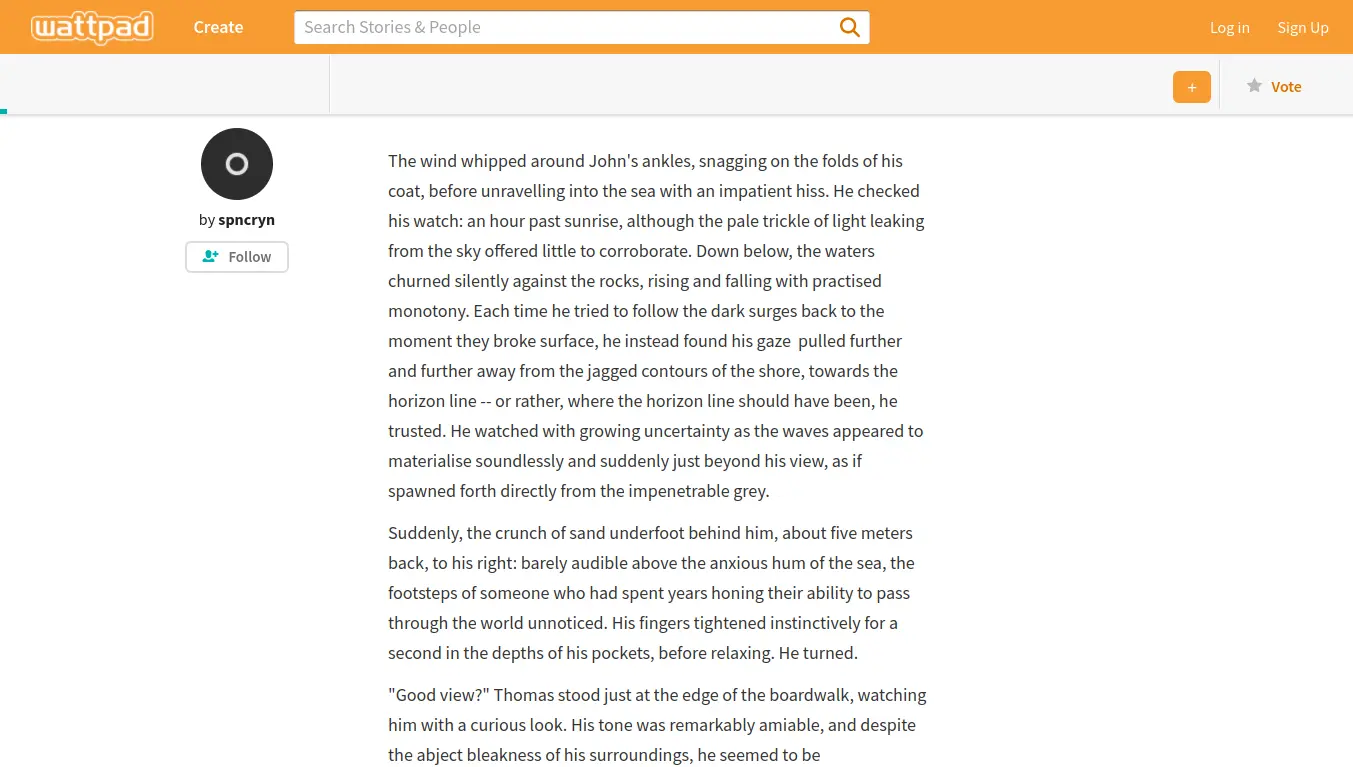 wattpad
Create
Search Stories & People
Log in
Sign Up
+
Vote
by spncryn
Follow
The wind whipped around John's ankles, snagging on the folds of his
coat, before unravelling into the sea with an impatient hiss. He checked
his watch: an hour past sunrise, although the pale trickle of light leaking
from the sky offered little to corroborate. Down below, the waters
churned silently against the rocks, rising and falling with practised
monotony. Each time he tried to follow the dark surges back to the
moment they broke surface, he instead found his gaze  pulled further
and further away from the jagged contours of the shore, towards the
horizon line -- or rather, where the horizon line should have been, he
trusted. He watched with growing uncertainty as the waves appeared to
materialise soundlessly and suddenly just beyond his view, as if
spawned forth directly from the impenetrable grey.
Suddenly, the crunch of sand underfoot behind him, about five meters
back, to his right: barely audible above the anxious hum of the sea, the
footsteps of someone who had spent years honing their ability to pass
through the world unnoticed. His fingers tightened instinctively for a
second in the depths of his pockets, before relaxing. He turned.
"Good view?" Thomas stood just at the edge of the boardwalk, watching
him with a curious look. His tone was remarkably amiable, and despite
the abject bleakness of his surroundings, he seemed to be